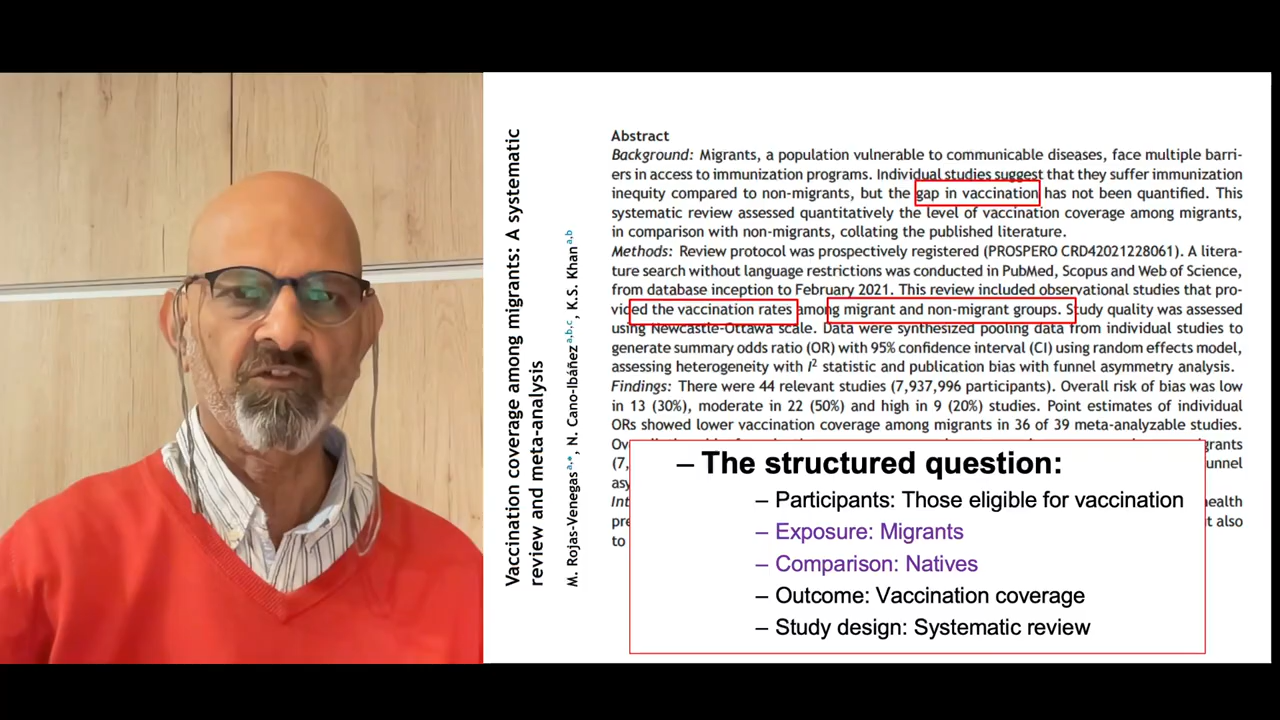 Vaccination coverage among migrants: A systematic
review and meta-analysis
M. Rojas-Venegas a,*, N. Cano-Ibáñez a,b,c, K.S. Khan a,b
Abstract
Background: Migrants, a population vulnerable to communicable diseases, face multiple barri-
ers in access to immunization programs. Individual studies suggest that they suffer immunization
inequity compared to non-migrants, but the gap in vaccination has not been quantified. This
systematic review assessed quantitatively the level of vaccination coverage among migrants,
in comparison with non-migrants, collating the published literature.
Methods: Review protocol was prospectively registered (PROSPERO CRD42021228061). A litera-
ture search without language restrictions was conducted in PubMed, Scopus and Web of Science,
from database inception to February 2021. This review included observational studies that pro-
vided the vaccination rates among migrant and non-migrant groups. Study quality was assessed
using Newcastle-Ottawa scale. Data were synthesized pooling data from individual studies to
generate summary odds ratio (OR) with 95% confidence interval (CI) using random effects model,
assessing heterogeneity with I² statistic and publication bias with funnel asymmetry analysis.
Findings: There were 44 relevant studies (7,937,996 participants). Overall risk of bias was low
in 13 (30%), moderate in 22 (50%) and high in 9 (20%) studies. Point estimates of individual
ORs showed lower vaccination coverage among migrants in 36 of 39 meta-analyzable studies.
– The structured question:
– Participants: Those eligible for vaccination
– Exposure: Migrants
– Comparison: Natives
– Outcome: Vaccination coverage
– Study design: Systematic review